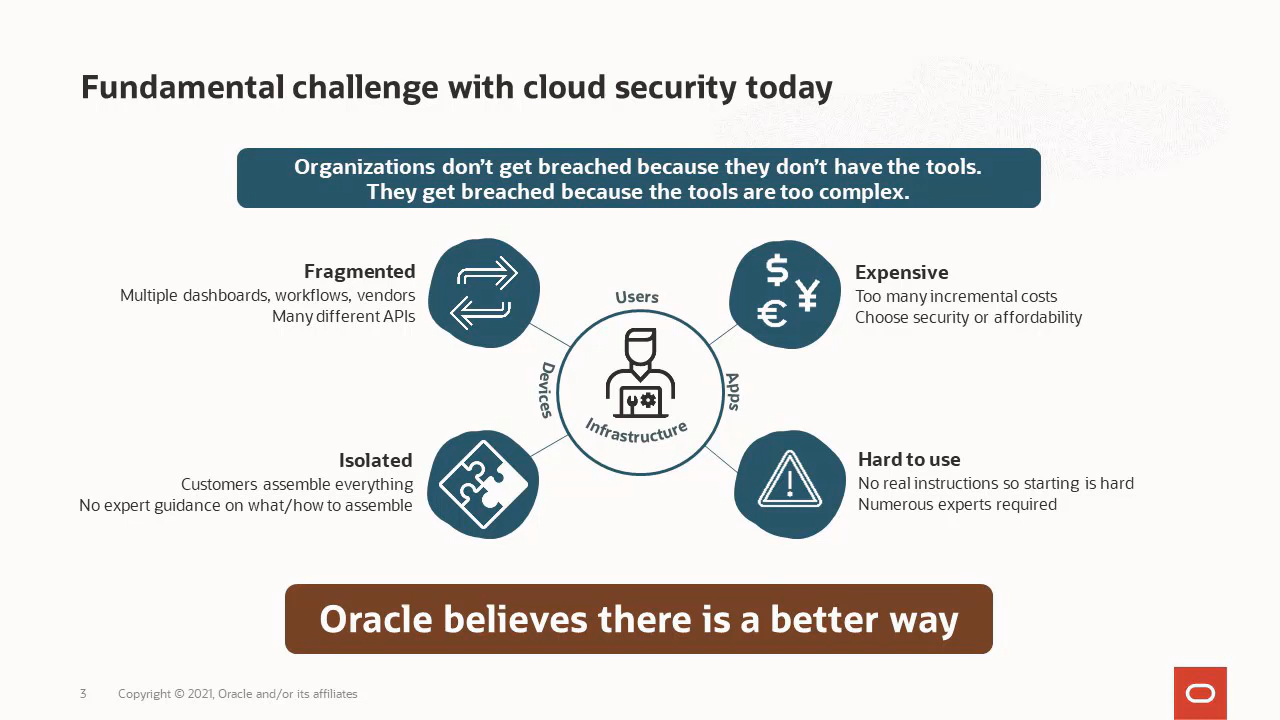 Fundamental challenge with cloud security today
Organizations don't get breached because they don't have the tools.
They get breached because the tools are too complex.
Fragmented
Multiple dashboards, workflows, vendors
Many different APIs
$
¥
€
Expensive
Too many incremental costs
Choose security or affordability
Users
Devices
Apps
Infrastructure
Isolated
Customers assemble everything
No expert guidance on what/how to assemble
!
Hard to use
No real instructions so starting is hard
Numerous experts required
Oracle believes there is a better way
3
Copyright © 2021, Oracle and/or its affiliates